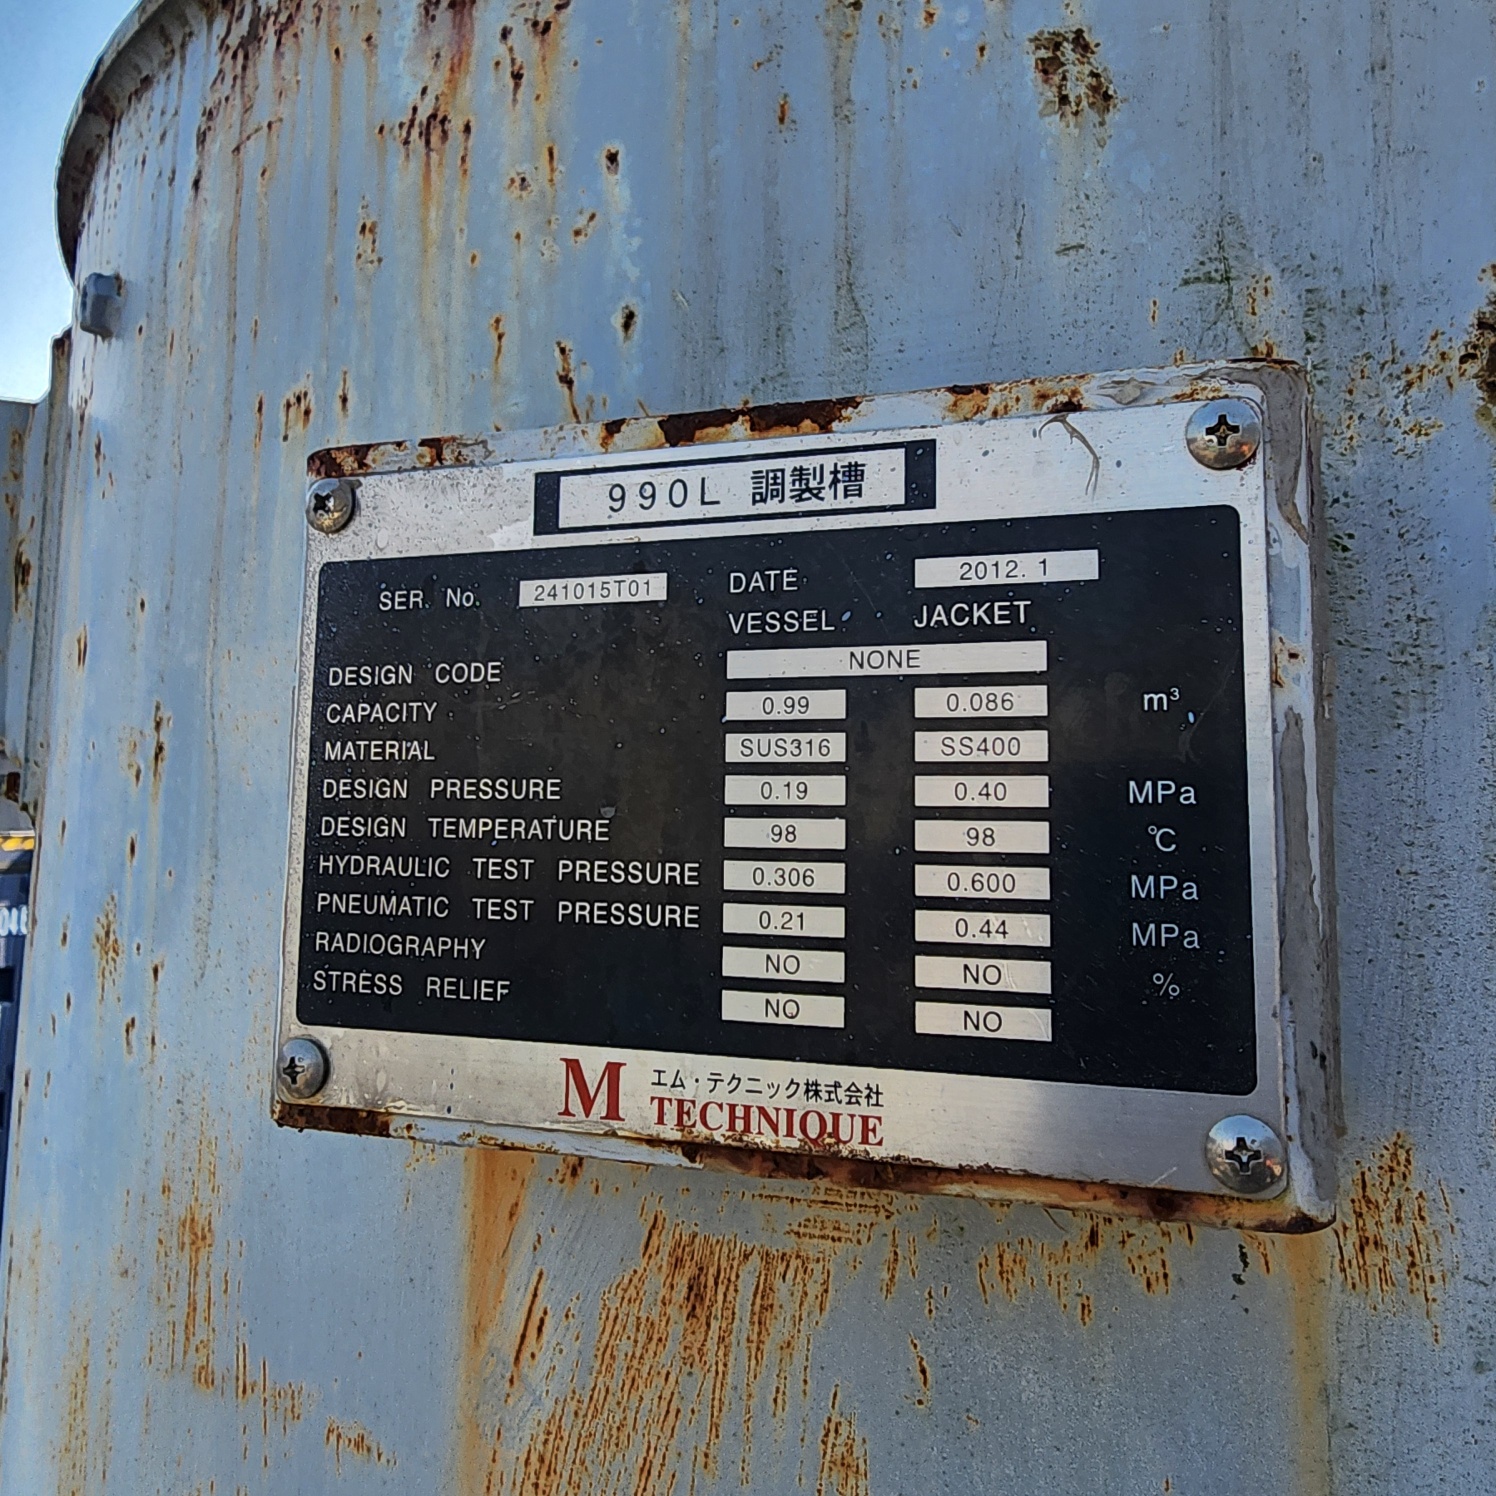 990L 調製槽
SER. No. 241015T01 DATE 2012. 1
VESSEL JACKET
DESIGN CODE NONE
CAPACITY 0.99 0.086 m³
MATERIAL SUS316 SS400
DESIGN PRESSURE 0.19 0.40 MPa
DESIGN TEMPERATURE 98 98 ℃
HYDRAULIC TEST PRESSURE 0.306 0.600 MPa
PNEUMATIC TEST PRESSURE 0.21 0.44 MPa
RADIOGRAPHY NO NO %
STRESS RELIEF NO NO
M エム・テクニック株式会社
TECHNIQUE